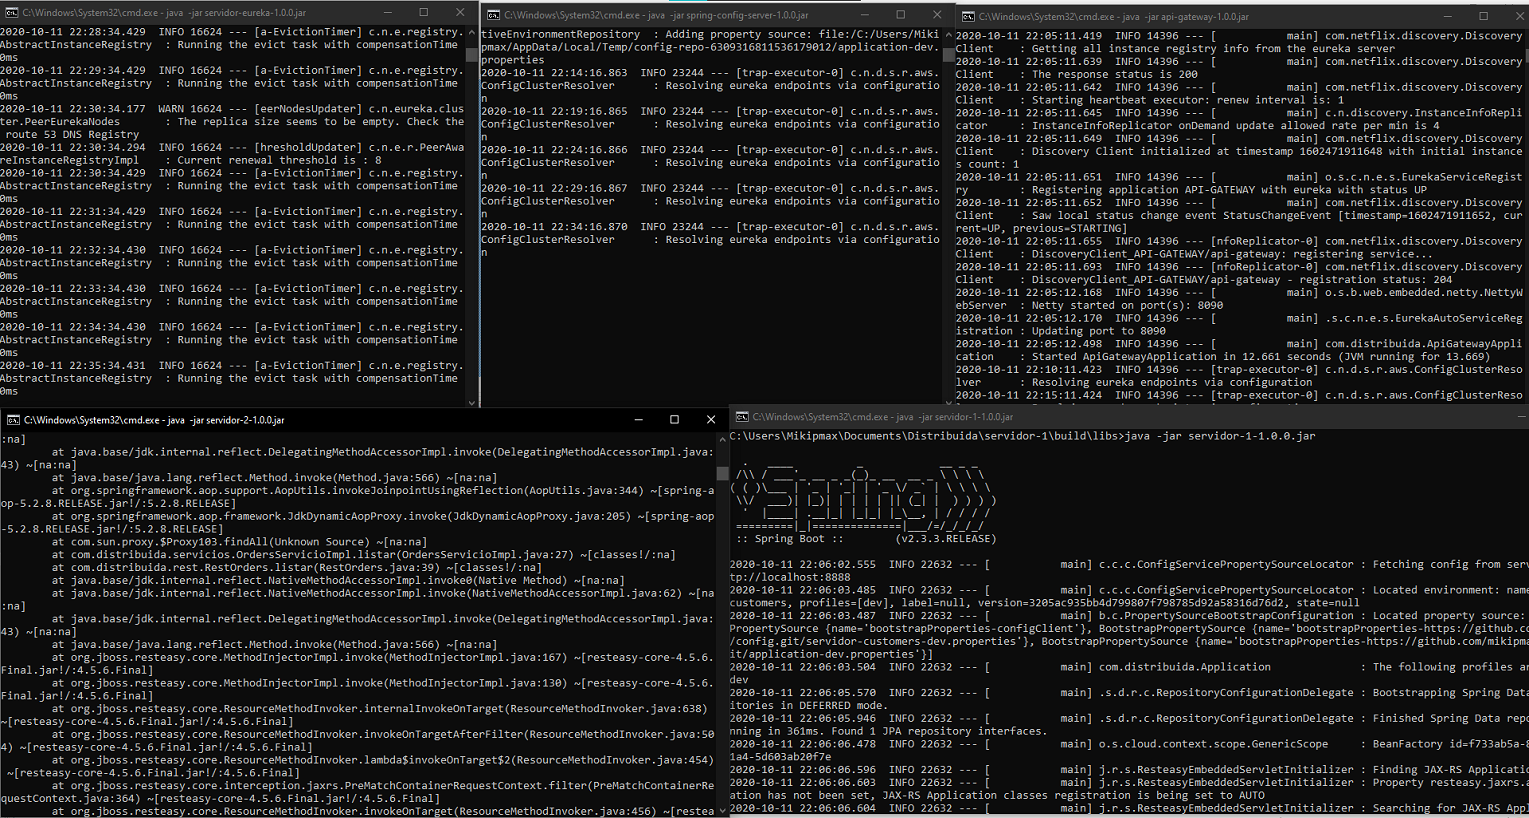 C:\Windows\System32\cmd.exe - java -jar servidor-eureka-1.0.0.jar
2020-10-11 22:28:34.429  INFO 16624 --- [a-EvictionTimer] c.n.e.registry.
AbstractInstanceRegistry  : Running the evict task with compensationTime
0ms
2020-10-11 22:29:34.429  INFO 16624 --- [a-EvictionTimer] c.n.e.registry.
AbstractInstanceRegistry  : Running the evict task with compensationTime
0ms
2020-10-11 22:30:34.177  WARN 16624 --- [eerNodesUpdater] c.n.eureka.clus
ter.PeerEurekaNodes       : The replica size seems to be empty. Check the
 route 53 DNS Registry
2020-10-11 22:30:34.294  INFO 16624 --- [hresholdUpdater] c.n.e.r.PeerAwa
reInstanceRegistryImpl    : Current renewal threshold is : 8
2020-10-11 22:30:34.429  INFO 16624 --- [a-EvictionTimer] c.n.e.registry.
AbstractInstanceRegistry  : Running the evict task with compensationTime
0ms
2020-10-11 22:31:34.429  INFO 16624 --- [a-EvictionTimer] c.n.e.registry.
AbstractInstanceRegistry  : Running the evict task with compensationTime
0ms
2020-10-11 22:32:34.430  INFO 16624 --- [a-EvictionTimer] c.n.e.registry.
AbstractInstanceRegistry  : Running the evict task with compensationTime
0ms
2020-10-11 22:33:34.430  INFO 16624 --- [a-EvictionTimer] c.n.e.registry.
AbstractInstanceRegistry  : Running the evict task with compensationTime
0ms
2020-10-11 22:34:34.430  INFO 16624 --- [a-EvictionTimer] c.n.e.registry.
AbstractInstanceRegistry  : Running the evict task with compensationTime
0ms
2020-10-11 22:35:34.431  INFO 16624 --- [a-EvictionTimer] c.n.e.registry.
AbstractInstanceRegistry  : Running the evict task with compensationTime
0ms
C:\Windows\System32\cmd.exe - java -jar spring-config-server-1.0.0.jar
tiveEnvironmentRepository  : Adding property source: file:/C:/Users/Miki
pmax/AppData/Local/Temp/config-repo-6309316811536179012/application-dev.
properties
2020-10-11 22:14:16.863  INFO 23244 --- [trap-executor-0] c.n.d.s.r.aws.
ConfigClusterResolver      : Resolving eureka endpoints via configuratio
n
2020-10-11 22:19:16.865  INFO 23244 --- [trap-executor-0] c.n.d.s.r.aws.
ConfigClusterResolver      : Resolving eureka endpoints via configuratio
n
2020-10-11 22:24:16.866  INFO 23244 --- [trap-executor-0] c.n.d.s.r.aws.
ConfigClusterResolver      : Resolving eureka endpoints via configuratio
n
2020-10-11 22:29:16.867  INFO 23244 --- [trap-executor-0] c.n.d.s.r.aws.
ConfigClusterResolver      : Resolving eureka endpoints via configuratio
n
2020-10-11 22:34:16.870  INFO 23244 --- [trap-executor-0] c.n.d.s.r.aws.
ConfigClusterResolver      : Resolving eureka endpoints via configuratio
n
C:\Windows\System32\cmd.exe - java -jar api-gateway-1.0.0.jar
2020-10-11 22:05:11.419  INFO 14396 --- [           main] com.netflix.discovery.Discovery
Client    : Getting all instance registry info from the eureka server
2020-10-11 22:05:11.639  INFO 14396 --- [           main] com.netflix.discovery.Discovery
Client    : The response status is 200
2020-10-11 22:05:11.642  INFO 14396 --- [           main] com.netflix.discovery.Discovery
Client    : Starting heartbeat executor: renew interval is: 1
2020-10-11 22:05:11.645  INFO 14396 --- [           main] c.n.discovery.InstanceInfoRepli
cator     : InstanceInfoReplicator onDemand update allowed rate per min is 4
2020-10-11 22:05:11.649  INFO 14396 --- [           main] com.netflix.discovery.Discovery
Client    : Discovery Client initialized at timestamp 1602471911648 with initial instance
s count: 1
2020-10-11 22:05:11.651  INFO 14396 --- [           main] o.s.c.n.e.s.EurekaServiceRegist
ry        : Registering application API-GATEWAY with eureka with status UP
2020-10-11 22:05:11.652  INFO 14396 --- [           main] com.netflix.discovery.Discovery
Client    : Saw local status change event StatusChangeEvent [timestamp=1602471911652, cur
rent=UP, previous=STARTING]
2020-10-11 22:05:11.655  INFO 14396 --- [nfoReplicator-0] com.netflix.discovery.Discovery
Client    : DiscoveryClient_API-GATEWAY/api-gateway: registering service...
2020-10-11 22:05:11.693  INFO 14396 --- [nfoReplicator-0] com.netflix.discovery.Discovery
Client    : DiscoveryClient_API-GATEWAY/api-gateway - registration status: 204
2020-10-11 22:05:12.168  INFO 14396 --- [           main] o.s.b.web.embedded.netty.NettyW
ebServer  : Netty started on port(s): 8090
2020-10-11 22:05:12.170  INFO 14396 --- [           main] .s.c.n.e.s.EurekaAutoServiceReg
istration : Updating port to 8090
2020-10-11 22:05:12.498  INFO 14396 --- [           main] com.distribuida.ApiGatewayAppli
cation    : Started ApiGatewayApplication in 12.661 seconds (JVM running for 13.669)
2020-10-11 22:10:11.423  INFO 14396 --- [trap-executor-0] c.n.d.s.r.aws.ConfigClusterReso
lver      : Resolving eureka endpoints via configuration
2020-10-11 22:15:11.424  INFO 14396 --- [trap-executor-0] c.n.d.s.r.aws.ConfigClusterReso
C:\Windows\System32\cmd.exe - java -jar servidor-2-1.0.0.jar
:na]
at java.base/jdk.internal.reflect.DelegatingMethodAccessorImpl.invoke(DelegatingMethodAccessorImpl.java:
43) ~[na:na]
at java.base/java.lang.reflect.Method.invoke(Method.java:566) ~[na:na]
at org.springframework.aop.support.AopUtils.invokeJoinpointUsingReflection(AopUtils.java:344) ~[spring-a
op-5.2.8.RELEASE.jar!/:5.2.8.RELEASE]
at org.springframework.aop.framework.JdkDynamicAopProxy.invoke(JdkDynamicAopProxy.java:205) ~[spring-aop
-5.2.8.RELEASE.jar!/:5.2.8.RELEASE]
at com.sun.proxy.$Proxy103.findAll(Unknown Source) ~[na:na]
at com.distribuida.servicios.OrdersServicioImpl.listar(OrdersServicioImpl.java:27) ~[classes!/:na]
at com.distribuida.rest.RestOrders.listar(RestOrders.java:39) ~[classes!/:na]
at java.base/jdk.internal.reflect.NativeMethodAccessorImpl.invoke0(Native Method) ~[na:na]
at java.base/jdk.internal.reflect.NativeMethodAccessorImpl.invoke(NativeMethodAccessorImpl.java:62) ~[na
:na]
at java.base/jdk.internal.reflect.DelegatingMethodAccessorImpl.invoke(DelegatingMethodAccessorImpl.java:
43) ~[na:na]
at java.base/java.lang.reflect.Method.invoke(Method.java:566) ~[na:na]
at org.jboss.resteasy.core.MethodInjectorImpl.invoke(MethodInjectorImpl.java:167) ~[resteasy-core-4.5.6.
Final.jar!/:4.5.6.Final]
at org.jboss.resteasy.core.MethodInjectorImpl.invoke(MethodInjectorImpl.java:130) ~[resteasy-core-4.5.6.
Final.jar!/:4.5.6.Final]
at org.jboss.resteasy.core.ResourceMethodInvoker.internalInvokeOnTarget(ResourceMethodInvoker.java:638)
~[resteasy-core-4.5.6.Final.jar!/:4.5.6.Final]
at org.jboss.resteasy.core.ResourceMethodInvoker.invokeOnTargetAfterFilter(ResourceMethodInvoker.java:50
4) ~[resteasy-core-4.5.6.Final.jar!/:4.5.6.Final]
at org.jboss.resteasy.core.ResourceMethodInvoker.lambda$invokeOnTarget$2(ResourceMethodInvoker.java:454)
 ~[resteasy-core-4.5.6.Final.jar!/:4.5.6.Final]
at org.jboss.resteasy.core.interception.jaxrs.PreMatchContainerRequestContext.filter(PreMatchContainerRe
questContext.java:364) ~[resteasy-core-4.5.6.Final.jar!/:4.5.6.Final]
at org.jboss.resteasy.core.ResourceMethodInvoker.invokeOnTarget(ResourceMethodInvoker.java:456) ~[restea
C:\Windows\System32\cmd.exe - java -jar servidor-1-1.0.0.jar
C:\Users\Mikipmax\Documents\Distribuida\servidor-1\build\libs>java -jar servidor-1-1.0.0.jar
:: Spring Boot ::        (v2.3.3.RELEASE)
2020-10-11 22:06:02.555  INFO 22632 --- [           main] c.c.c.ConfigServicePropertySourceLocator : Fetching config from serv
tp://localhost:8888
2020-10-11 22:06:03.485  INFO 22632 --- [           main] c.c.c.ConfigServicePropertySourceLocator : Located environment: name
customers, profiles=[dev], label=null, version=3205ac935bb4d799807f798785d92a58316d76d2, state=null
2020-10-11 22:06:03.487  INFO 22632 --- [           main] b.c.PropertySourceBootstrapConfiguration : Located property source:
PropertySource {name='bootstrapProperties-configClient'}, BootstrapPropertySource {name='bootstrapProperties-https://github.co
/config.git/servidor-customers-dev.properties'}, BootstrapPropertySource {name='bootstrapProperties-https://github.com/mikipma
it/application-dev.properties'}]
2020-10-11 22:06:03.504  INFO 22632 --- [           main] com.distribuida.Application              : The following profiles ar
dev
2020-10-11 22:06:05.570  INFO 22632 --- [           main] .s.d.r.c.RepositoryConfigurationDelegate : Bootstrapping Spring Data
itories in DEFERRED mode.
2020-10-11 22:06:05.946  INFO 22632 --- [           main] .s.d.r.c.RepositoryConfigurationDelegate : Finished Spring Data repo
nning in 361ms. Found 1 JPA repository interfaces.
2020-10-11 22:06:06.478  INFO 22632 --- [           main] o.s.cloud.context.scope.GenericScope     : BeanFactory id=f733ab5a-8
1a4-5d603ab20f7e
2020-10-11 22:06:06.596  INFO 22632 --- [           main] j.r.s.ResteasyEmbeddedServletInitializer : Finding JAX-RS Applicatio
2020-10-11 22:06:06.603  INFO 22632 --- [           main] j.r.s.ResteasyEmbeddedServletInitializer : Property resteasy.jaxrs.a
ation has not been set, JAX-RS Application classes registration is being set to AUTO
2020-10-11 22:06:06.604  INFO 22632 --- [           main] j.r.s.ResteasyEmbeddedServletInitializer : Searching for JAX-RS Appl